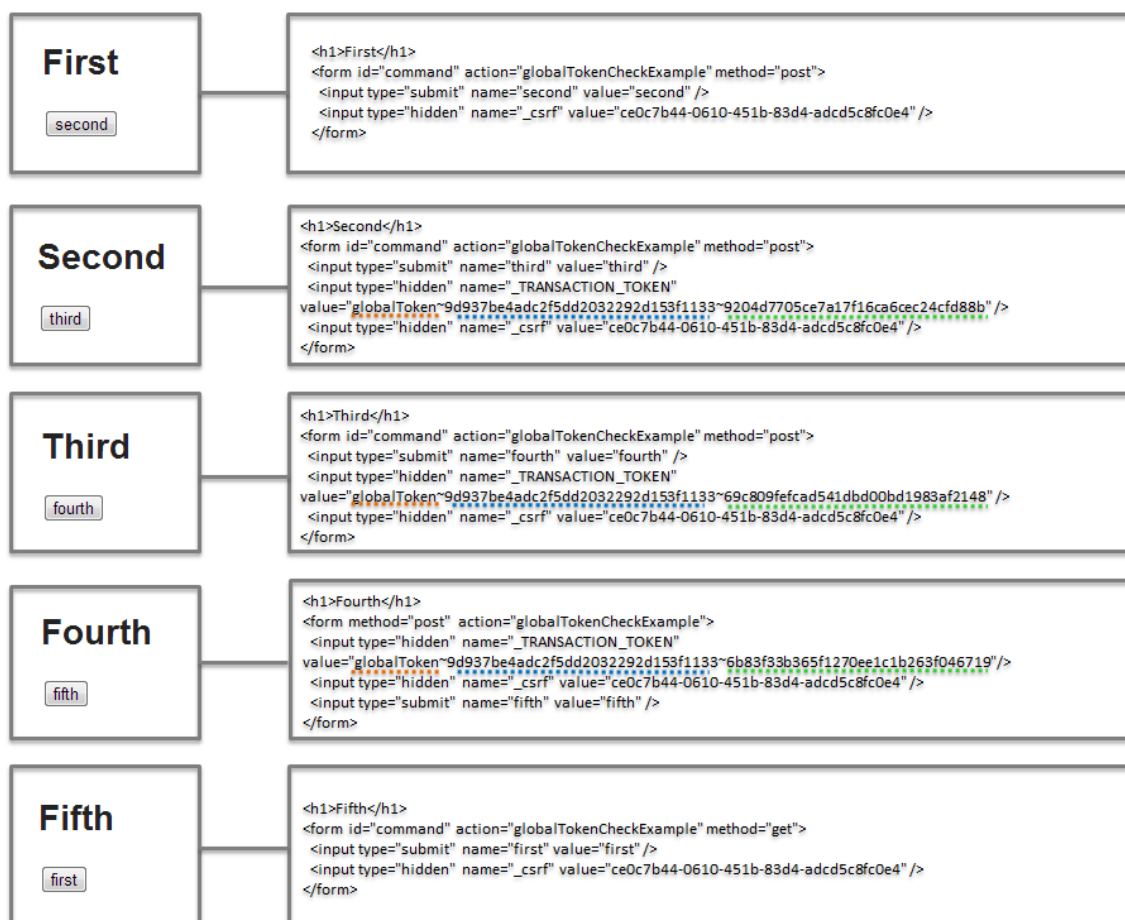 First
second
<h1>First</h1>
<form id="command" action="globalTokenCheckExample" method="post">
<input type="submit" name="second" value="second" />
<input type="hidden" name="_csrf" value="ce0c7b44-0610-451b-83d4-adcd5c8fc0e4" />
</form>
Second
third
<h1>Second</h1>
<form id="command" action="globalTokenCheckExample" method="post">
<input type="submit" name="third" value="third" />
<input type="hidden" name="_TRANSACTION_TOKEN"
value="globalToken~9d937be4adc2f5dd2032292d153f1133~9204d7705ce7a17f16ca6cec24cfd88b" />
<input type="hidden" name="_csrf" value="ce0c7b44-0610-451b-83d4-adcd5c8fc0e4" />
</form>
Third
fourth
<h1>Third</h1>
<form id="command" action="globalTokenCheckExample" method="post">
<input type="submit" name="fourth" value="fourth" />
<input type="hidden" name="_TRANSACTION_TOKEN"
value="globalToken~9d937be4adc2f5dd2032292d153f1133~69c809fefcad541dbd00bd1983af2148" />
<input type="hidden" name="_csrf" value="ce0c7b44-0610-451b-83d4-adcd5c8fc0e4" />
</form>
Fourth
fifth
<h1>Fourth</h1>
<form method="post" action="globalTokenCheckExample">
<input type="hidden" name="_TRANSACTION_TOKEN"
value="globalToken~9d937be4adc2f5dd2032292d153f1133~6b83f33b365f1270ee1c1b263f046719"/>
<input type="hidden" name="_csrf" value="ce0c7b44-0610-451b-83d4-adcd5c8fc0e4" />
<input type="submit" name="fifth" value="fifth" />
</form>
Fifth
first
<h1>Fifth</h1>
<form id="command" action="globalTokenCheckExample" method="get">
<input type="submit" name="first" value="first" />
<input type="hidden" name="_csrf" value="ce0c7b44-0610-451b-83d4-adcd5c8fc0e4" />
</form>